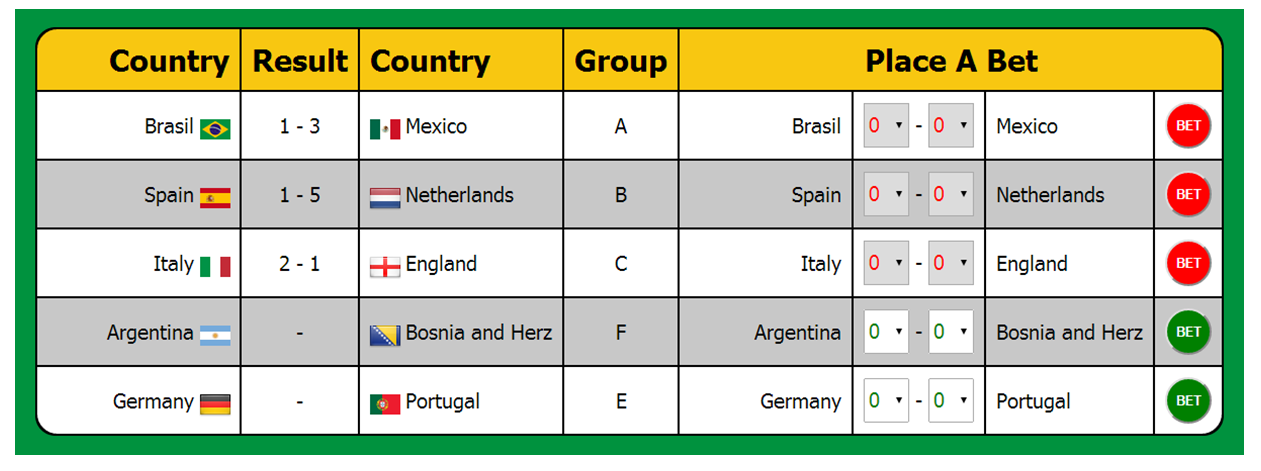 Country Result Country Group Place A Bet
Brasil 1 - 3 Mexico A Brasil 0 - 0 Mexico BET
Spain 1 - 5 Netherlands B Spain 0 - 0 Netherlands BET
Italy 2 - 1 England C Italy 0 - 0 England BET
Argentina - Bosnia and Herz F Argentina 0 - 0 Bosnia and Herz BET
Germany - Portugal E Germany 0 - 0 Portugal BET